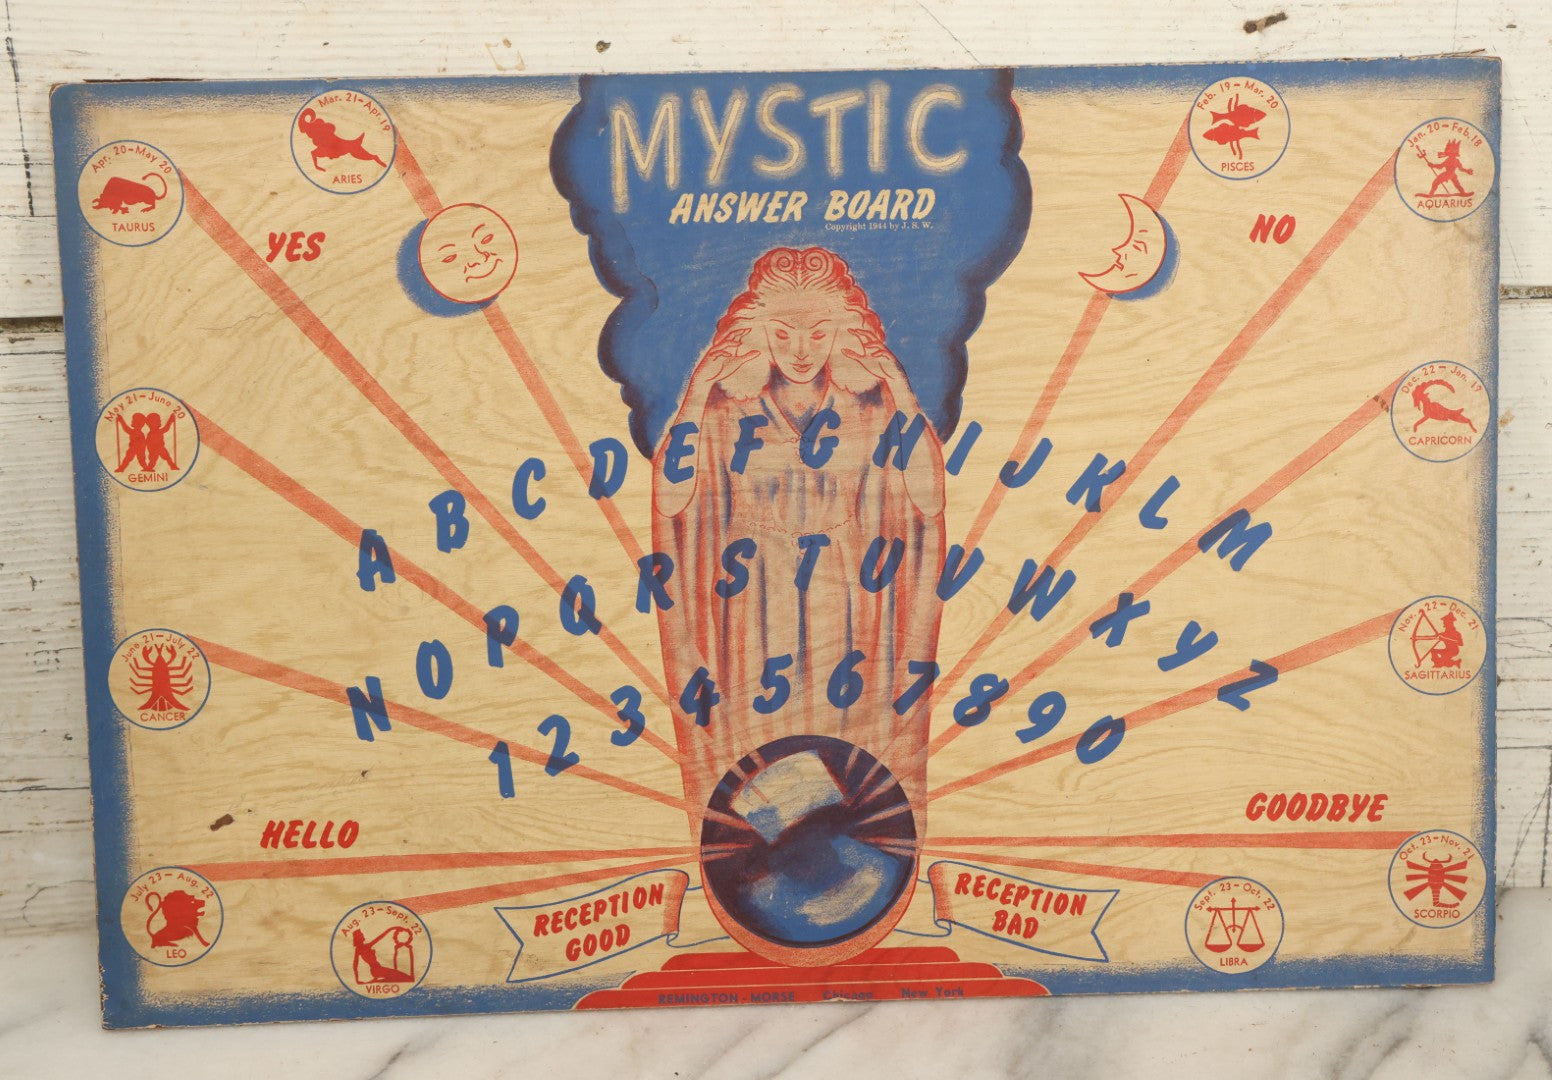 MYSTIC
ANSWER BOARD
Copyright 1944 by J. S. W.
Apr. 20-May 20
TAURUS
Mar. 21-Apr. 19
ARIES
Feb. 19-Mar. 20
PISCES
Jan. 20-Feb. 18
AQUARIUS
YES
NO
May 21-June 20
GEMINI
Dec. 22-Jan. 19
CAPRICORN
A B C D E F G H I J K L M
N O P Q R S T U V W X Y Z
1 2 3 4 5 6 7 8 9 0
June 21-July 22
CANCER
Nov. 22-Dec. 21
SAGITTARIUS
HELLO
GOODBYE
July 23-Aug. 22
LEO
Aug. 23-Sept. 22
VIRGO
RECEPTION
GOOD
RECEPTION
BAD
Sept. 23-Oct. 22
LIBRA
Oct. 23-Nov. 21
SCORPIO
REMINGTON-MORSE Chicago New York